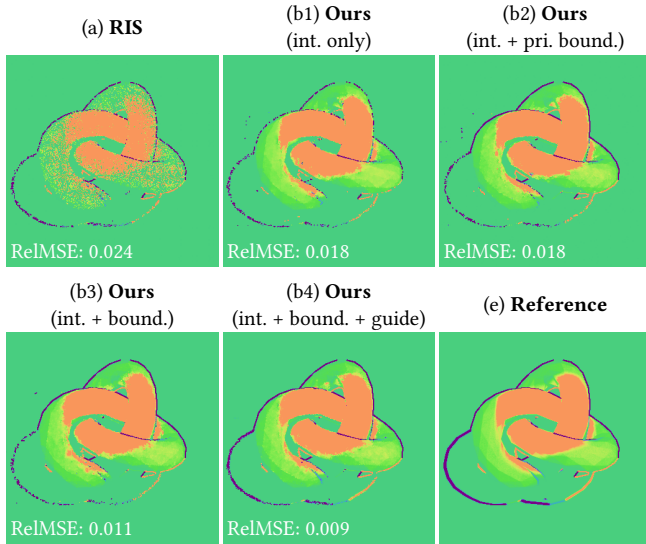 (a) RIS
(b1) Ours
(int. only)
(b2) Ours
(int. + pri. bound.)
RelMSE: 0.024
RelMSE: 0.018
RelMSE: 0.018
(b3) Ours
(int. + bound.)
(b4) Ours
(int. + bound. + guide)
(e) Reference
RelMSE: 0.011
RelMSE: 0.009